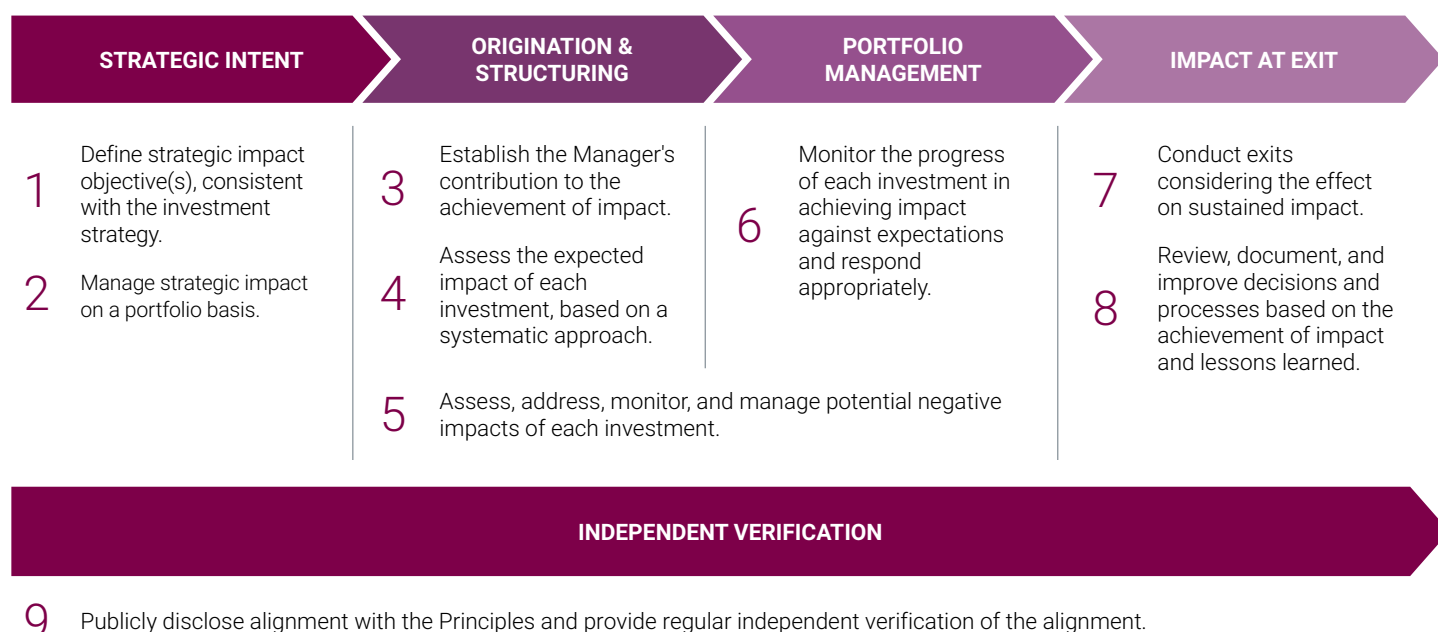 STRATEGIC INTENT
ORIGINATION &
STRUCTURING
PORTFOLIO
MANAGEMENT
IMPACT AT EXIT
1
Define strategic impact
objective(s), consistent
with the investment
strategy.
2
Manage strategic impact
on a portfolio basis.
3
Establish the Manager's
contribution to the
achievement of impact.
4
Assess the expected
impact of each
investment, based on a
systematic approach.
5
Assess, address, monitor, and manage potential negative
impacts of each investment.
6
Monitor the progress
of each investment in
achieving impact
against expectations
and respond
appropriately.
7
Conduct exits
considering the effect
on sustained impact.
8
Review, document, and
improve decisions and
processes based on the
achievement of impact
and lessons learned.
INDEPENDENT VERIFICATION
9
Publicly disclose alignment with the Principles and provide regular independent verification of the alignment.